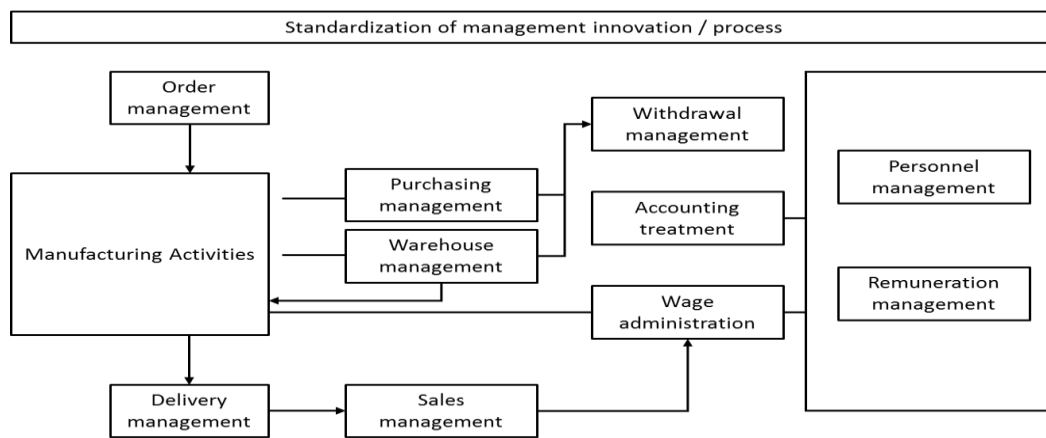 Standardization of management innovation / process
Order
management
Withdrawal
management
Personnel
management
Purchasing
management
Accounting
treatment
Manufacturing Activities
Warehouse
management
Remuneration
management
Wage
administration
Delivery
management
Sales
management